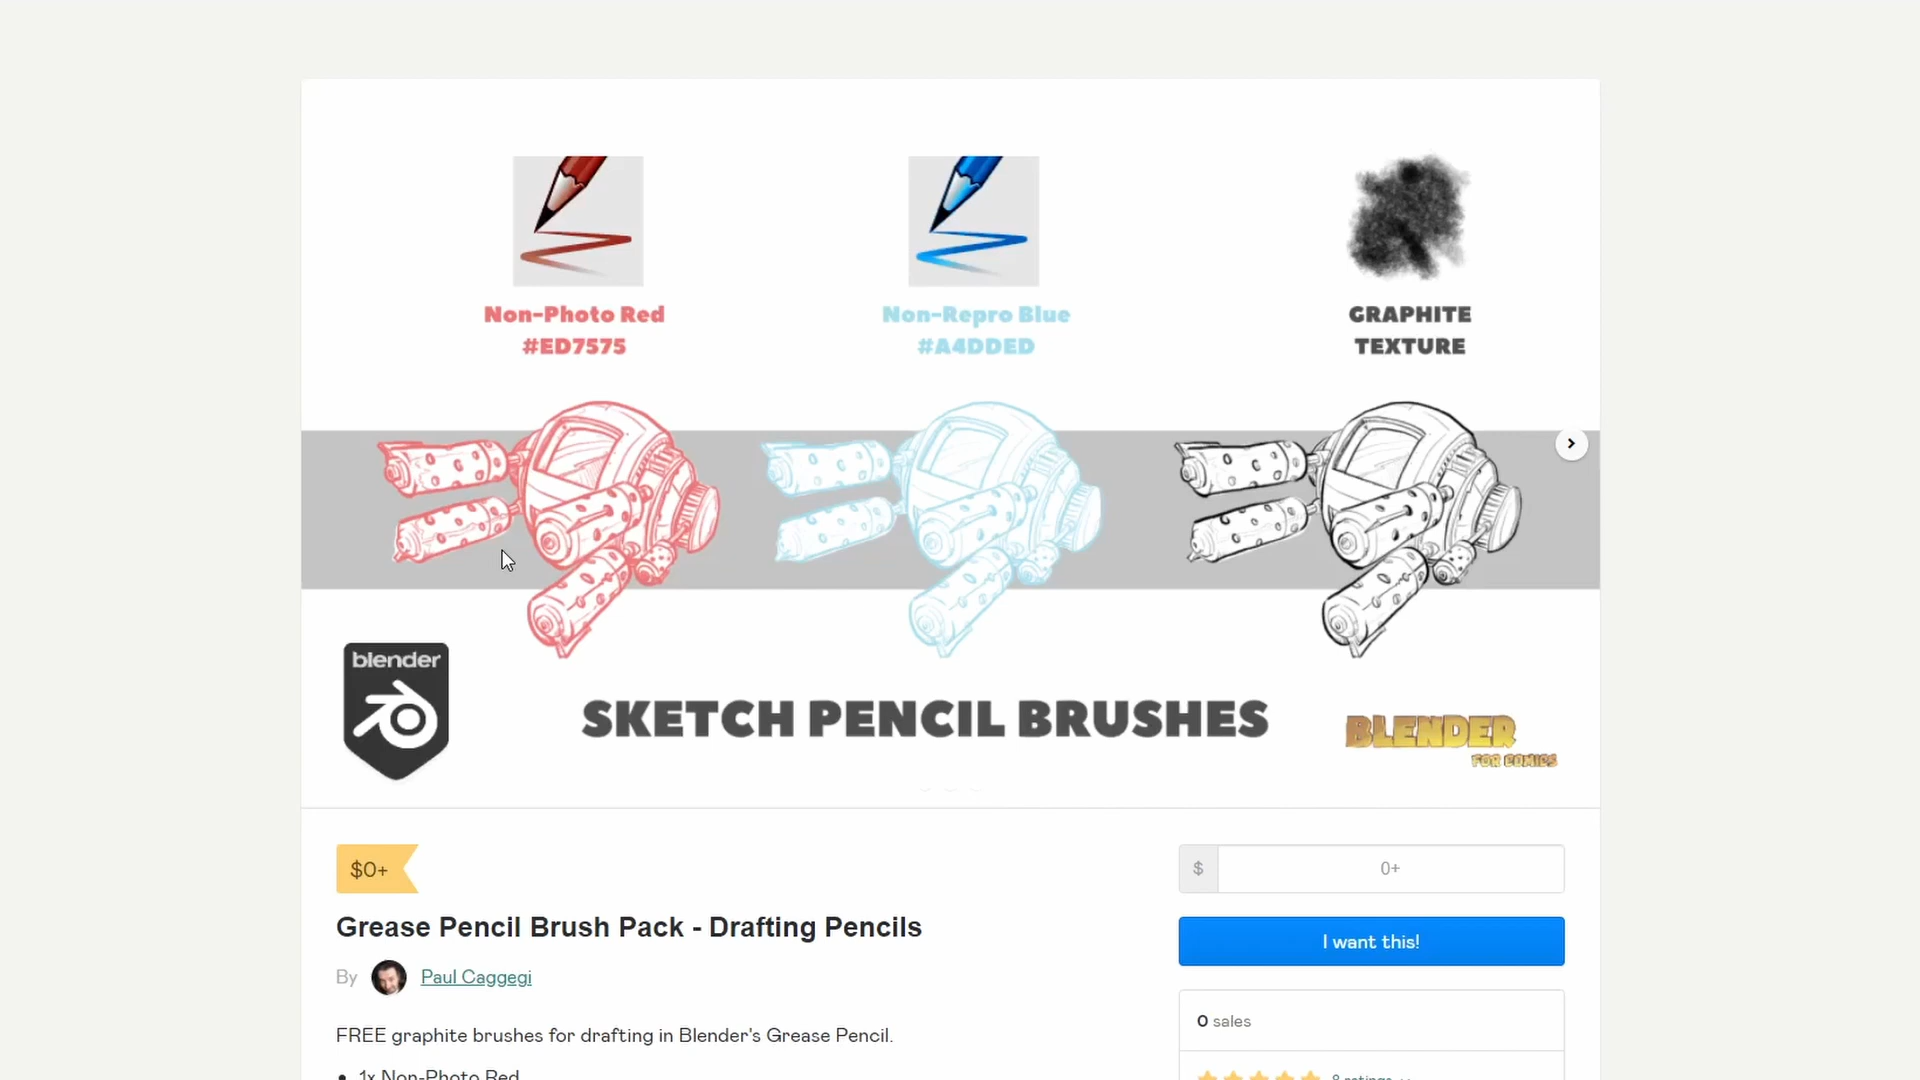 Non-Photo Red
#ED7575
Non-Repro Blue
#A4DDED
GRAPHITE
TEXTURE
blender
SKETCH PENCIL BRUSHES
BLENDER
FOR COMICS
$0+
$
0+
Grease Pencil Brush Pack - Drafting Pencils
I want this!
By Paul Caggegi
0 sales
FREE graphite brushes for drafting in Blender's Grease Pencil.
• 1x Non-Photo Red
8 ratings